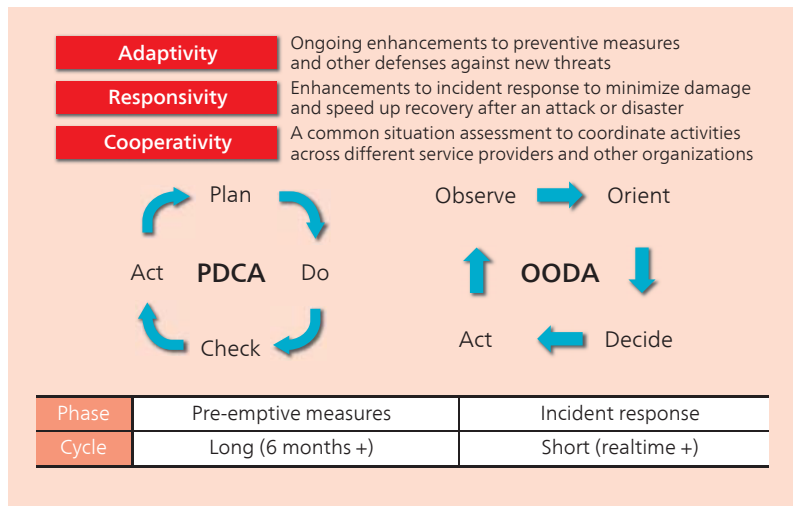 Adaptivity
Ongoing enhancements to preventive measures
and other defenses against new threats
Responsivity
Enhancements to incident response to minimize damage
and speed up recovery after an attack or disaster
Cooperativity
A common situation assessment to coordinate activities
across different service providers and other organizations
Plan
Act PDCA Do
Check
Observe Orient
OODA
Act Decide
Phase Pre-emptive measures Incident response
Cycle Long (6 months +) Short (realtime +)